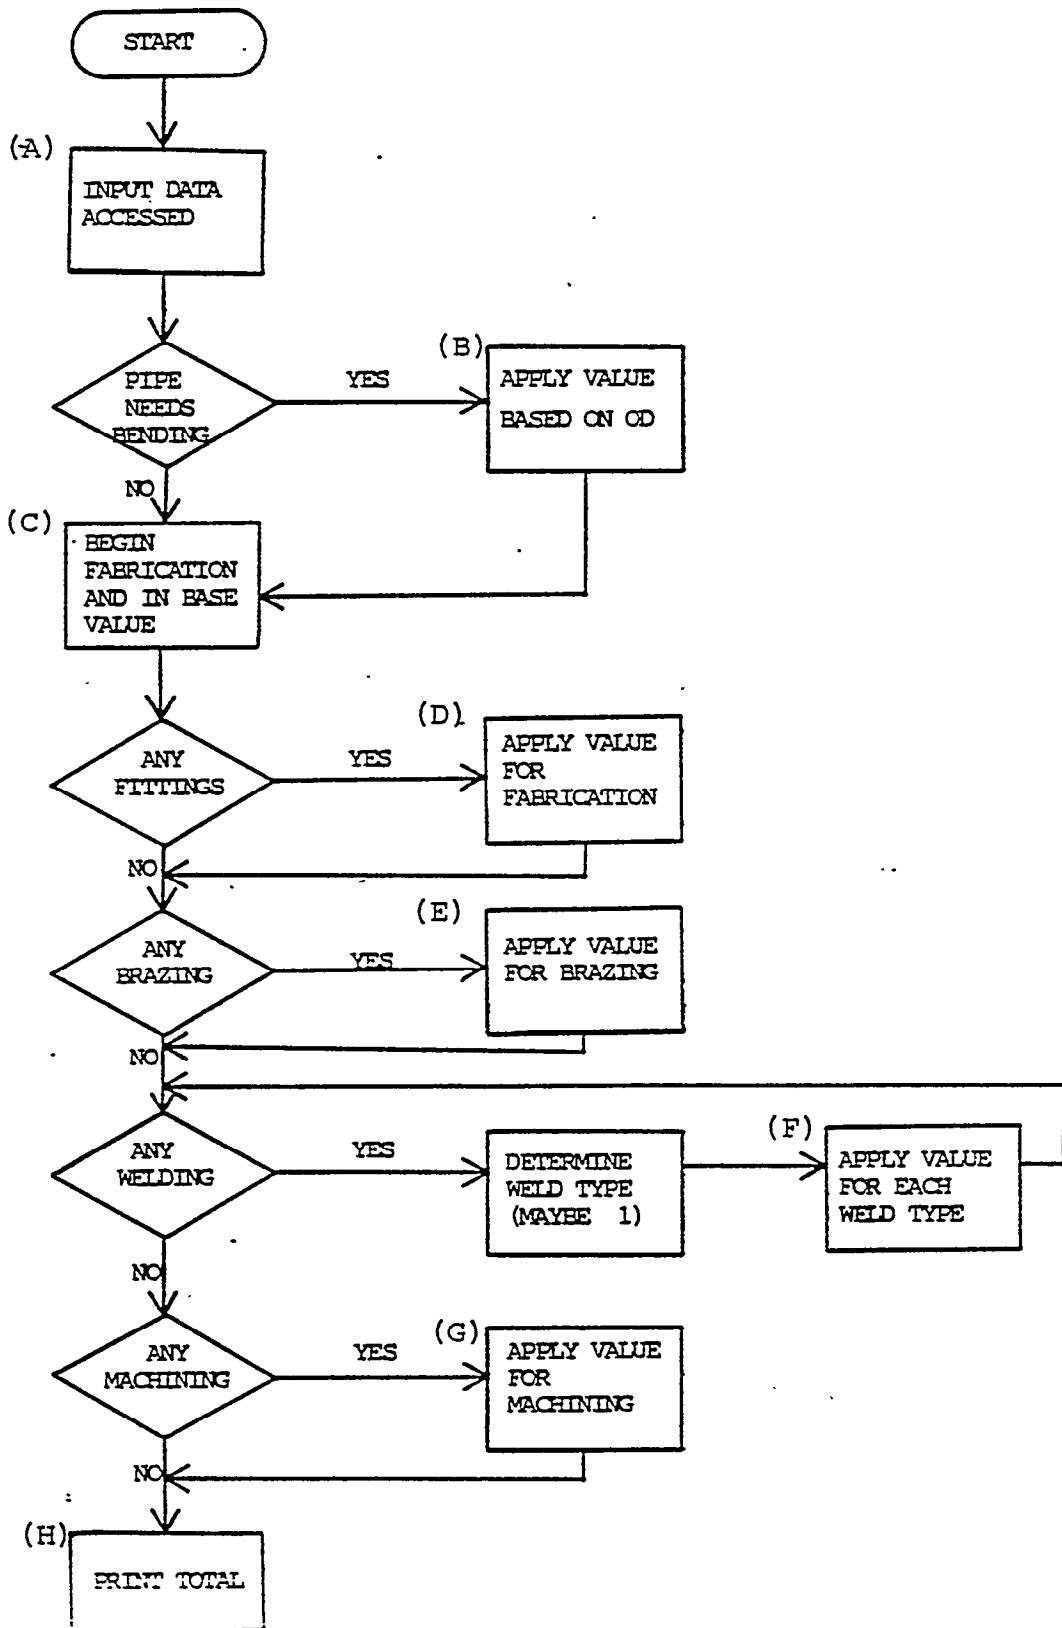 START
(A)
INPUT DATA
ACCESSED
PIPE
NEEDS
BENDING
YES
(B)
APPLY VALUE
BASED ON OD
NO
(C)
BEGIN
FABRICATION
AND IN BASE
VALUE
ANY
FITTINGS
YES
(D)
APPLY VALUE
FOR
FABRICATION
NO
ANY
BRAZING
YES
(E)
APPLY VALUE
FOR BRAZING
NO
ANY
WELDING
YES
DETERMINE
WELD TYPE
(MAYBE 1)
(F)
APPLY VALUE
FOR EACH
WELD TYPE
NO
ANY
MACHINING
YES
(G)
APPLY VALUE
FOR
MACHINING
NO
(H)
PRINT TOTAL